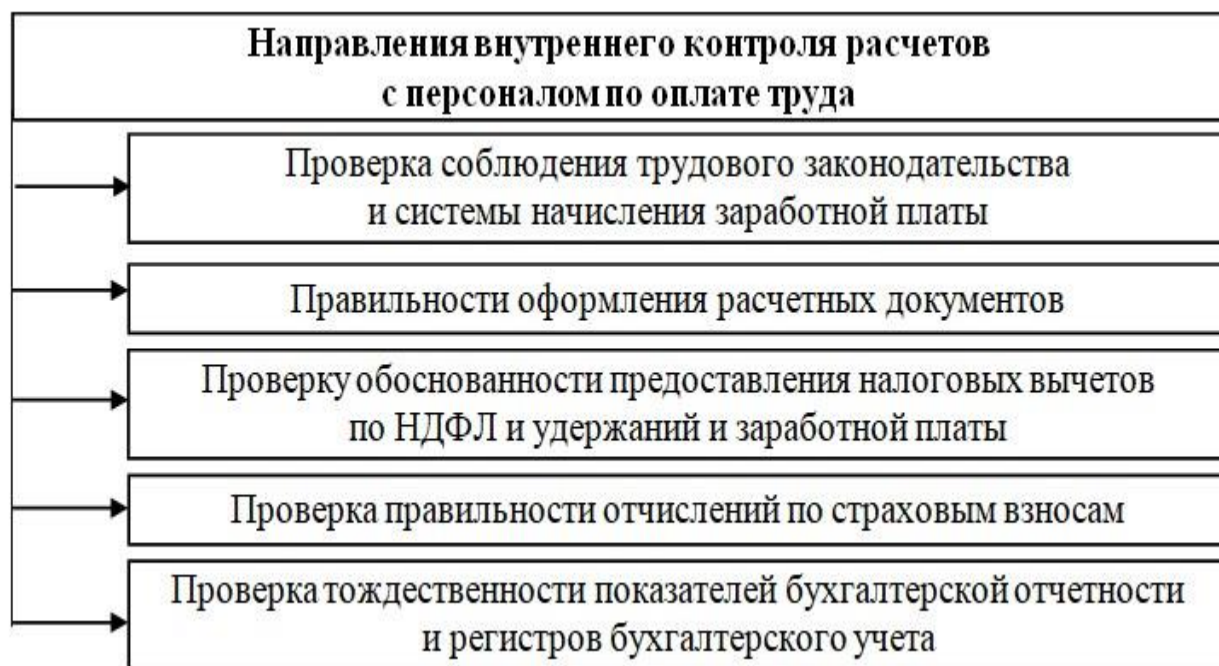 Направления внутреннего контроля расчетов
с персоналом по оплате труда
Проверка соблюдения трудового законодательства
и системы начисления заработной платы
Правильности оформления расчетных документов
Проверку обоснованности предоставления налоговых вычетов
по НДФЛ и удержаний и заработной платы
Проверка правильности отчислений по страховым взносам
Проверка тождественности показателей бухгалтерской отчетности
и регистров бухгалтерского учета